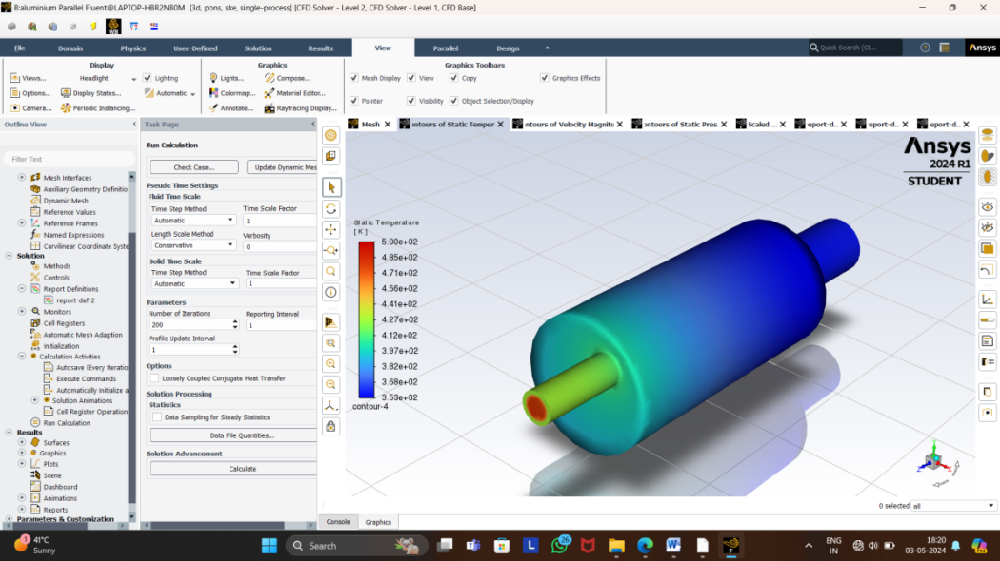 B:aluminium Parallel Fluent@LAPTOP-HBR2NB0M [3d, pbns, ske, single-process] [CFD Solver - Level 2, CFD Solver - Level 1, CFD Base]
File Domain Physics User-Defined Solution Results View Parallel Design Quick Search (Ct... Ansys
Display Graphics Graphics Toolbars
Views... Headlight Lighting Lights... Compose... Mesh Display View Copy Graphics Effects
Options... Display States... Automatic Colormap... Material Editor...
Camera... Periodic Instancing... Annotate... Raytracing Display... Pointer Visibility Object Selection/Display
Outline View < Task Page <
Mesh ontours of Static Temper ontours of Velocity Magnitu ontours of Static Pres Scaled ... eport-d.. eport-d.. eport-d..
Filter Text
Mesh Interfaces
Auxiliary Geometry Definitio
Dynamic Mesh
Reference Values
Reference Frames
Named Expressions
Curvilinear Coordinate Syste
Solution
Methods
Controls
Report Definitions
report-def-2
Monitors
Cell Registers
Automatic Mesh Adaption
Initialization
Calculation Activities
Autosave (Every Iteratio
Execute Commands
Automatically Initialize a
Solution Animations
Cell Register Operation
Run Calculation
Results
Surfaces
Graphics
Plots
Scene
Dashboard
Animations
Reports
Parameters & Customization
Run Calculation
Check Case... Update Dynamic Mes
Pseudo Time Settings
Fluid Time Scale
Time Step Method Time Scale Factor
Automatic 1
Length Scale Method Verbosity
Conservative 0
Solid Time Scale
Time Step Method Time Scale Factor
Automatic 1
Parameters
Number of Iterations Reporting Interval
200 1
Profile Update Interval
1
Options
Loosely Coupled Conjugate Heat Transfer
Solution Processing
Statistics
Data Sampling for Steady Statistics
Data File Quantities...
Solution Advancement
Calculate
Ansys
2024 R1
STUDENT
Static Temperature
[ K ]
5.00e+02
4.85e+02
4.71e+02
4.56e+02
4.41e+02
4.27e+02
4.12e+02
3.97e+02
3.82e+02
3.68e+02
3.53e+02
contour-4
0 selected all
Console Graphics
41°C
Sunny
Search
26
ENG
IN
18:20
03-05-2024